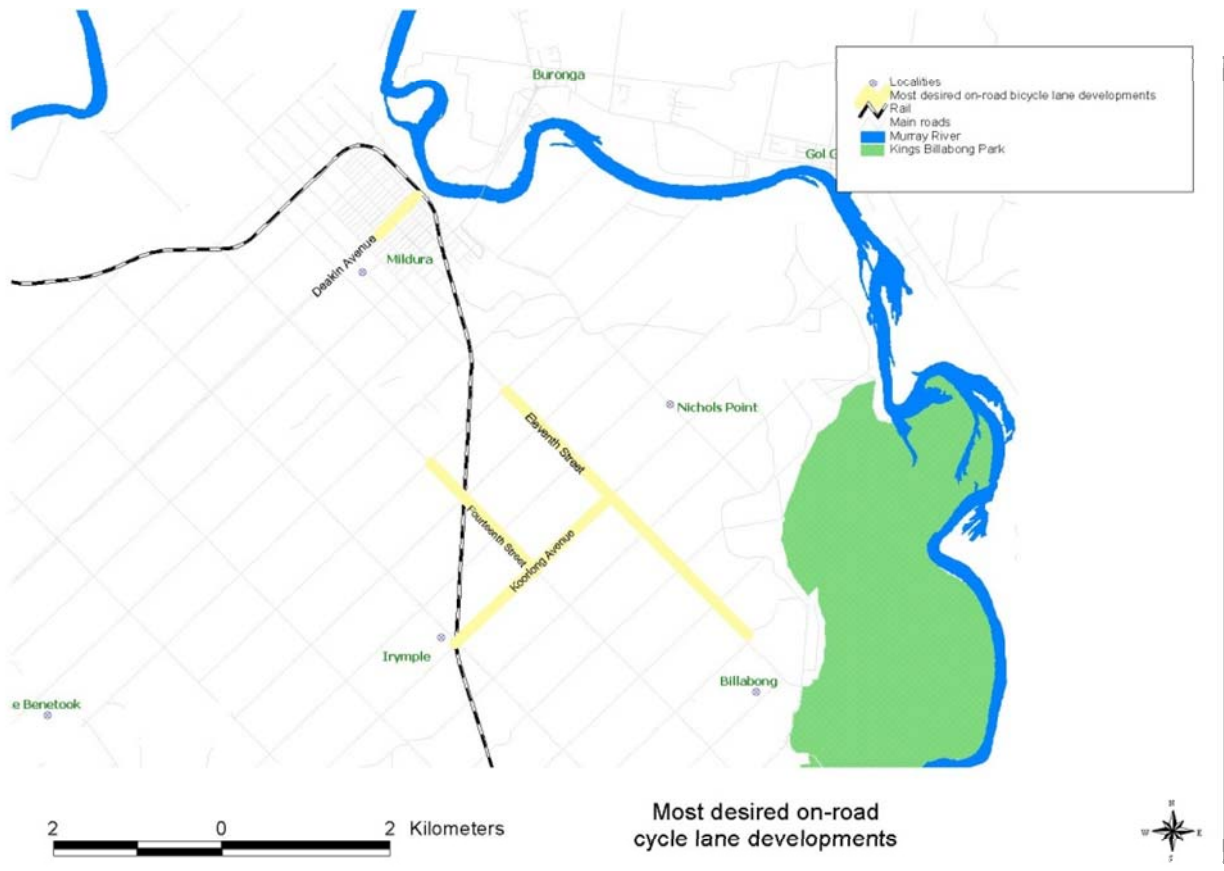 Buronga
Localities
Most desired on-road bicycle lane developments
Rail
Main roads
Murray River
Kings Billabong Park
Gol G
Deakin Avenue
Mildura
Nichols Point
Eleventh Street
Fourteenth Street
Koorlong Avenue
Irymple
Billabong
e Benetook
2 0 2 Kilometers
Most desired on-road
cycle lane developments
N
W E
S